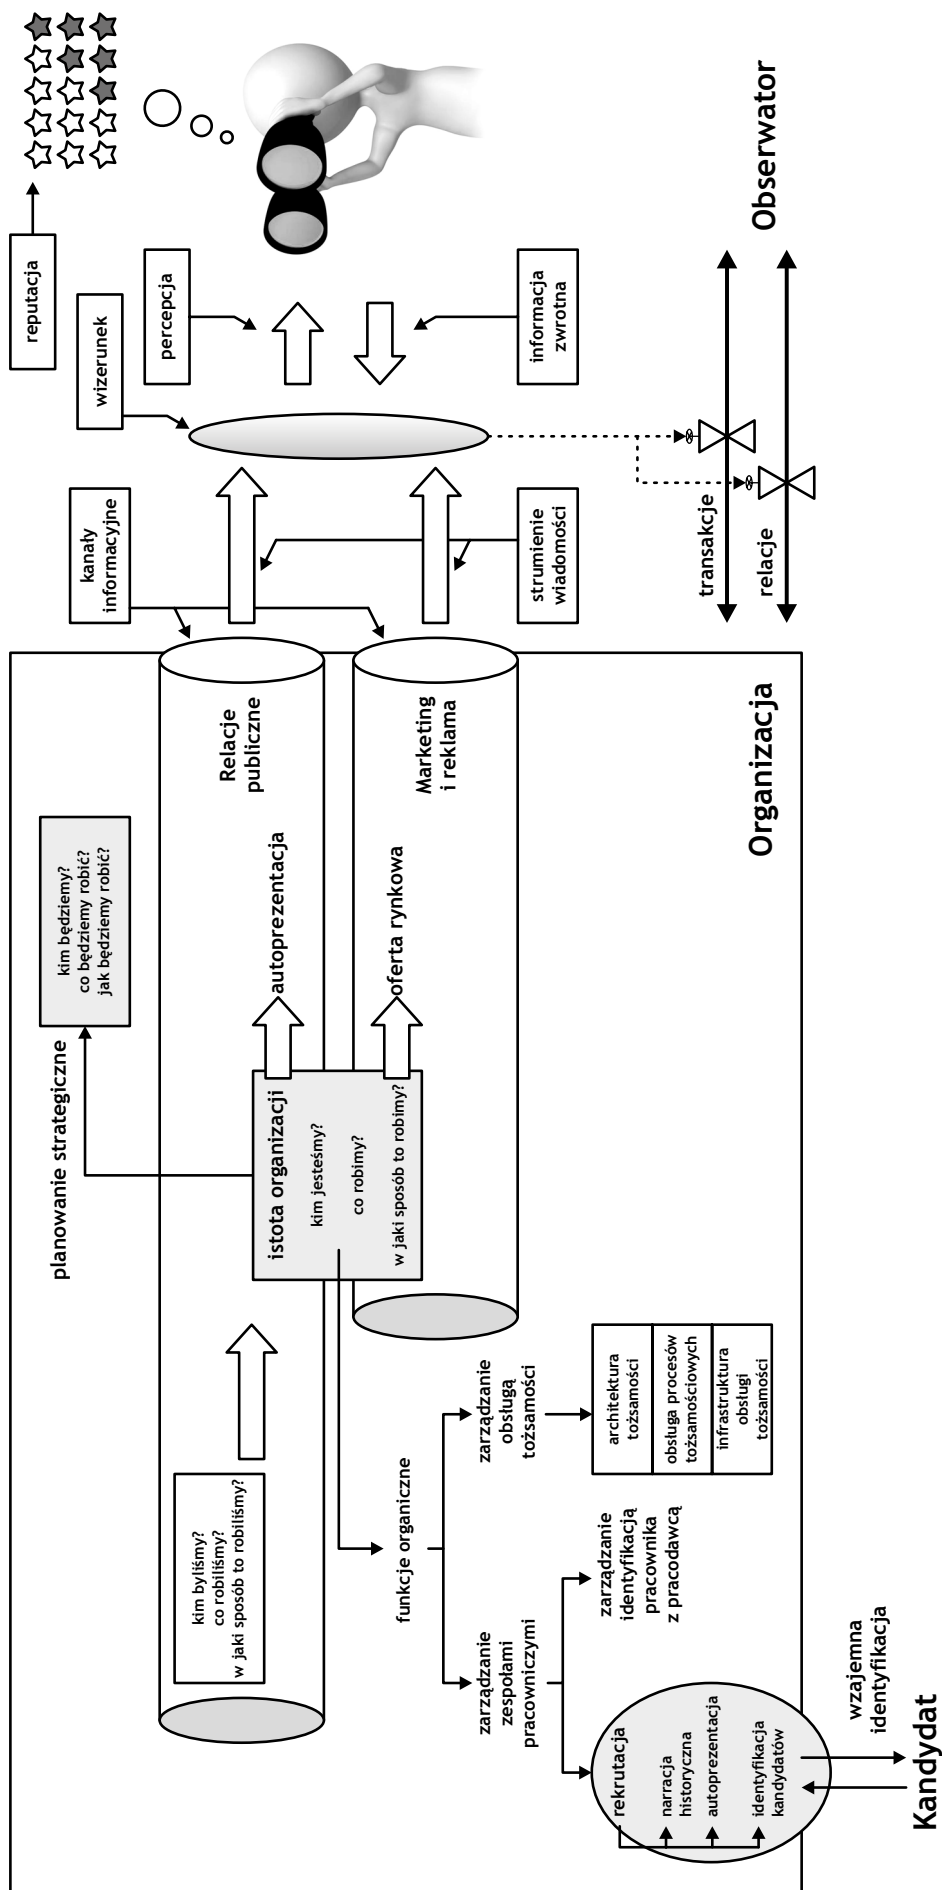 reputacja
wizerunek
percepcja
informacja
zwrotna
kanały
informacyjne
strumienie
wiadomości
transakcje
relacje
Obserwator
Organizacja
kim będziemy?
co będziemy robić?
jak będziemy robić?
planowanie strategiczne
Relacje
publiczne
Marketing
i reklama
autoprezentacja
oferta rynkowa
istota organizacji
kim jesteśmy?
co robimy?
w jaki sposób to robimy?
kim byliśmy?
co robiliśmy?
w jaki sposób to robiliśmy?
funkcje organiczne
zarządzanie
obsługą
tożsamości
architektura
tożsamości
obsługa procesów
tożsamościowych
infrastruktura
obsługi
tożsamości
zarządzanie
zespołami
pracowniczymi
zarządzanie
identyfikacją
pracownika
z pracodawcą
rekrutacja
narracja
historyczna
autoprezentacja
identyfikacja
kandydatów
wzajemna
identyfikacja
Kandydat